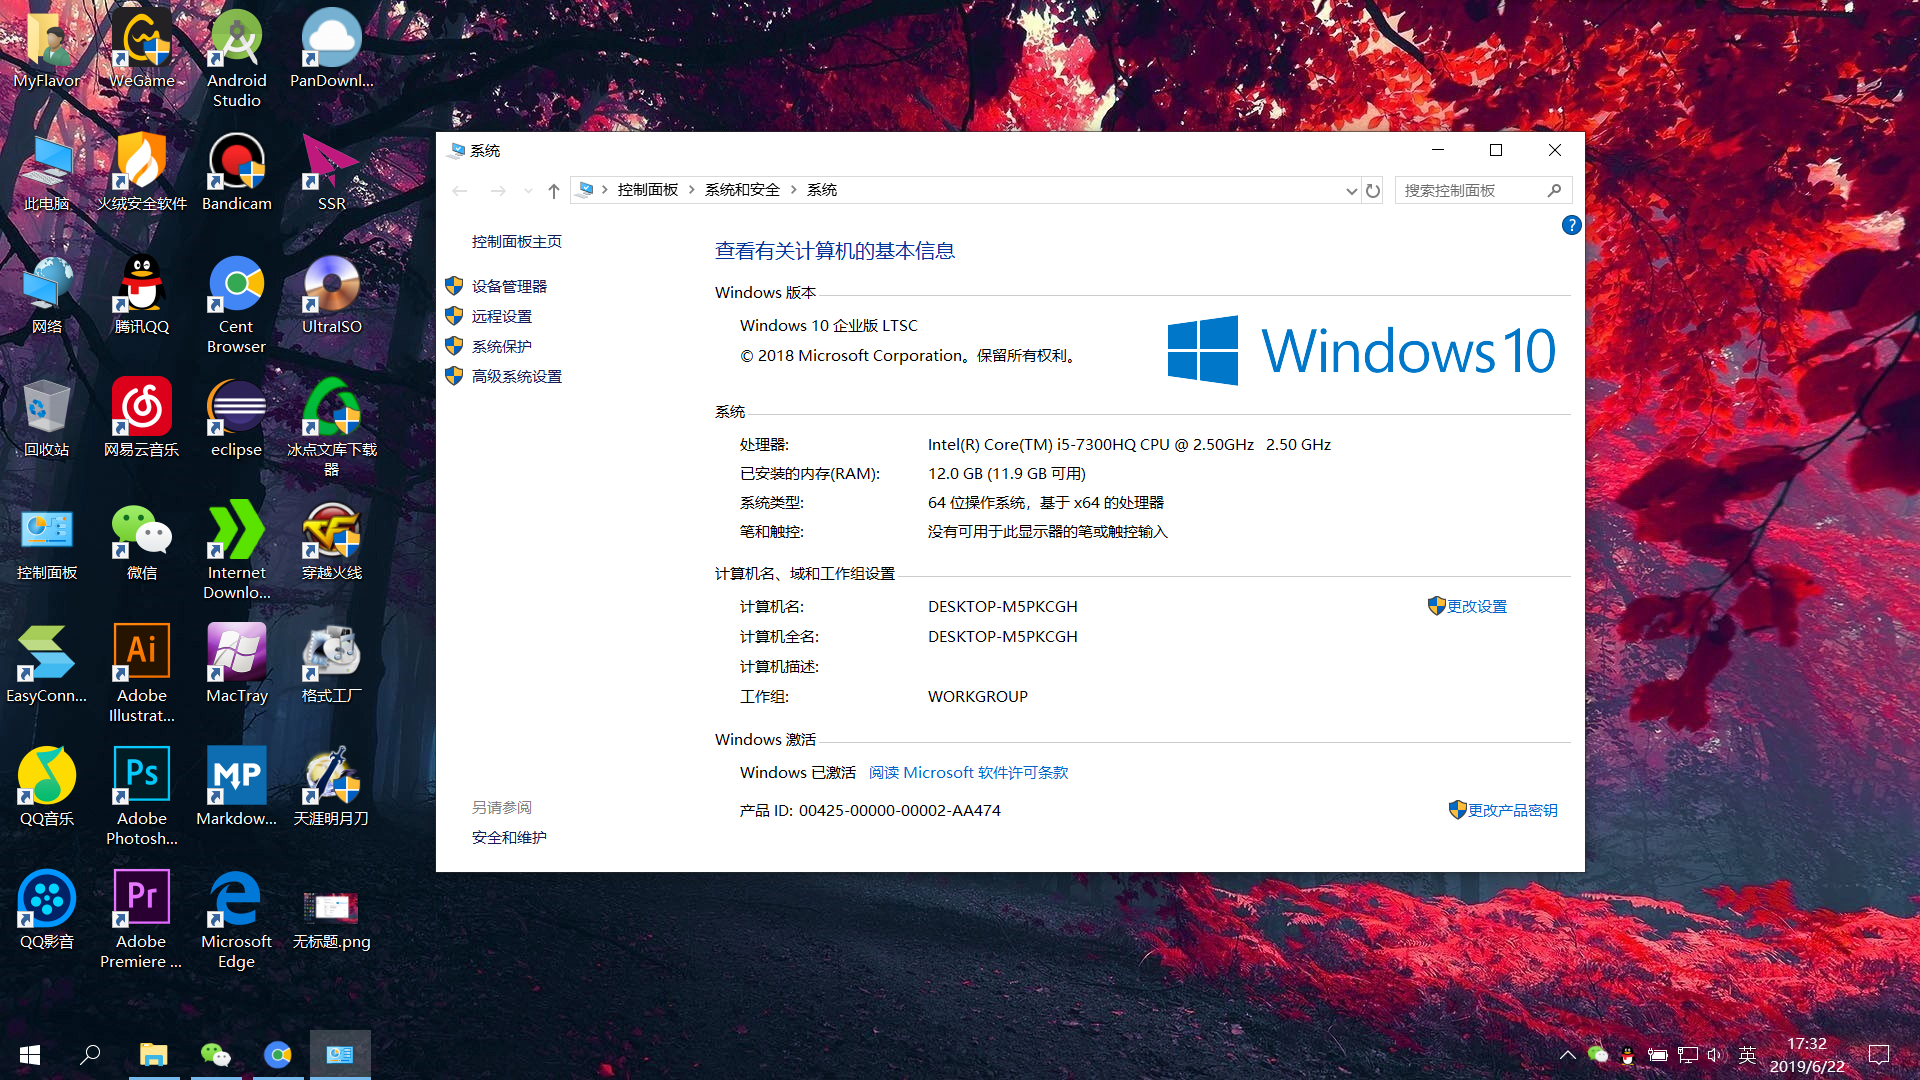 MyFlavor
WeGame
Android
Studio
PanDownl...
此电脑
火绒安全软件
Bandicam
SSR
网络
腾讯QQ
Cent
Browser
UltraISO
回收站
网易云音乐
eclipse
冰点文库下载
器
控制面板
微信
Internet
Downlo...
穿越火线
EasyConn...
Ai
Adobe
Illustrat...
MacTray
格式工厂
QQ音乐
Ps
Adobe
Photosh...
MP
Markdow...
天涯明月刀
QQ影音
Pr
Adobe
Premiere ...
Microsoft
Edge
无标题.png
系统
控制面板 > 系统和安全 > 系统
搜索控制面板
?
控制面板主页
设备管理器
远程设置
系统保护
高级系统设置
另请参阅
安全和维护
查看有关计算机的基本信息
Windows 版本
Windows 10 企业版 LTSC
© 2018 Microsoft Corporation。保留所有权利。
Windows 10
系统
处理器: Intel(R) Core(TM) i5-7300HQ CPU @ 2.50GHz 2.50 GHz
已安装的内存(RAM): 12.0 GB (11.9 GB 可用)
系统类型: 64 位操作系统，基于 x64 的处理器
笔和触控: 没有可用于此显示器的笔或触控输入
计算机名、域和工作组设置
计算机名: DESKTOP-M5PKCGH 更改设置
计算机全名: DESKTOP-M5PKCGH
计算机描述:
工作组: WORKGROUP
Windows 激活
Windows 已激活 阅读 Microsoft 软件许可条款
产品 ID: 00425-00000-00002-AA474 更改产品密钥
英
17:32
2019/6/22